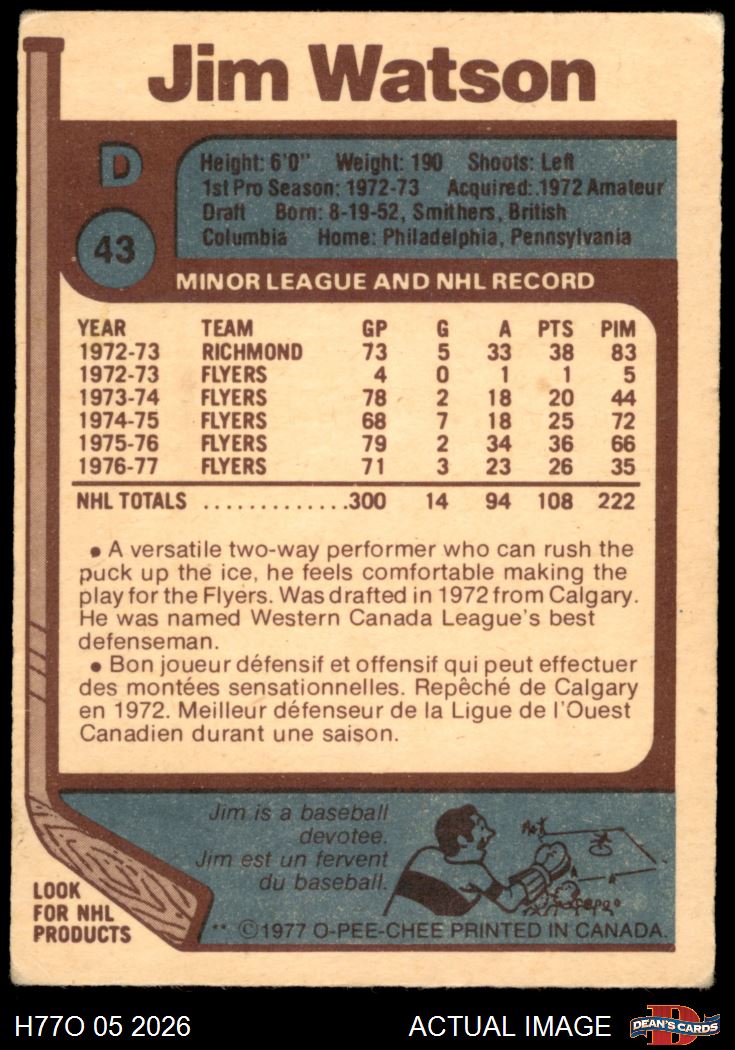 Jim Watson
D
43
Height: 6'0" Weight: 190 Shoots: Left
1st Pro Season: 1972-73 Acquired: 1972 Amateur
Draft Born: 8-19-52, Smithers, British
Columbia Home: Philadelphia, Pennsylvania
MINOR LEAGUE AND NHL RECORD
YEAR TEAM GP G A PTS PIM
1972-73 RICHMOND 73 5 33 38 83
1972-73 FLYERS 4 0 1 1 5
1973-74 FLYERS 78 2 18 20 44
1974-75 FLYERS 68 7 18 25 72
1975-76 FLYERS 79 2 34 36 66
1976-77 FLYERS 71 3 23 26 35
NHL TOTALS .............300 14 94 108 222
• A versatile two-way performer who can rush the
puck up the ice, he feels comfortable making the
play for the Flyers. Was drafted in 1972 from Calgary.
He was named Western Canada League's best
defenseman.
• Bon joueur défensif et offensif qui peut effectuer
des montées sensationnelles. Repêché de Calgary
en 1972. Meilleur défenseur de la Ligue de l'Ouest
Canadien durant une saison.
Jim is a baseball
devotee.
Jim est un fervent
du baseball.
LOOK
FOR NHL
PRODUCTS
** ©1977 O-PEE-CHEE PRINTED IN CANADA.
H77O 05 2026 ACTUAL IMAGE
D
DEAN'S CARDS